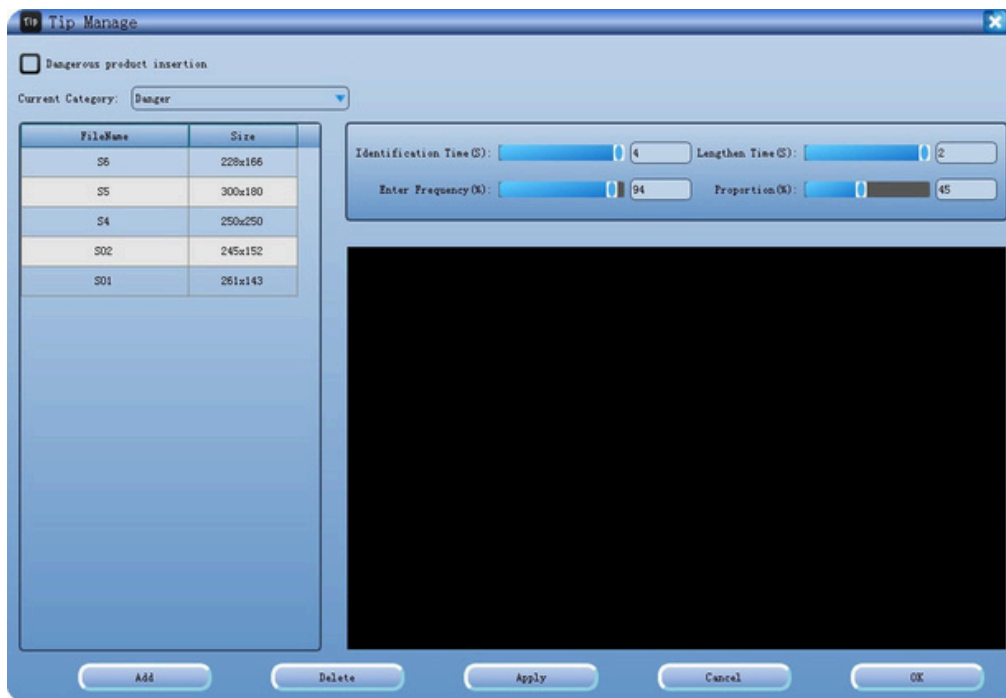 Tip Tip Manage
Dangerous product insertion
Current Category: Danger
FileName Size
S6 228x166
S5 300x180
S4 250x250
S02 245x152
S01 261x143
Identification Time(S): 4 Lengthen Time(S): 2
Enter Frequency(%): 94 Proportion(%): 45
Add Delete Apply Cancel OK